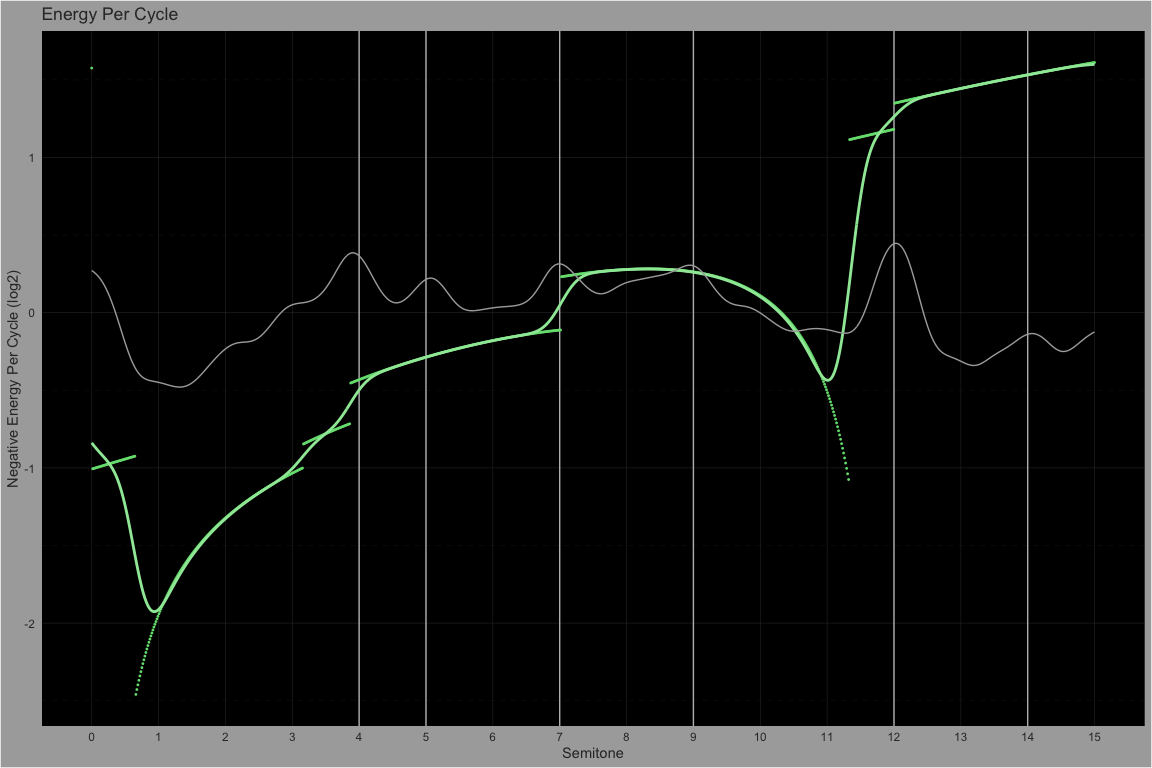 Energy Per Cycle
Negative Energy Per Cycle (log2)
1
0
-1
-2
0 1 2 3 4 5 6 7 8 9 10 11 12 13 14 15
Semitone